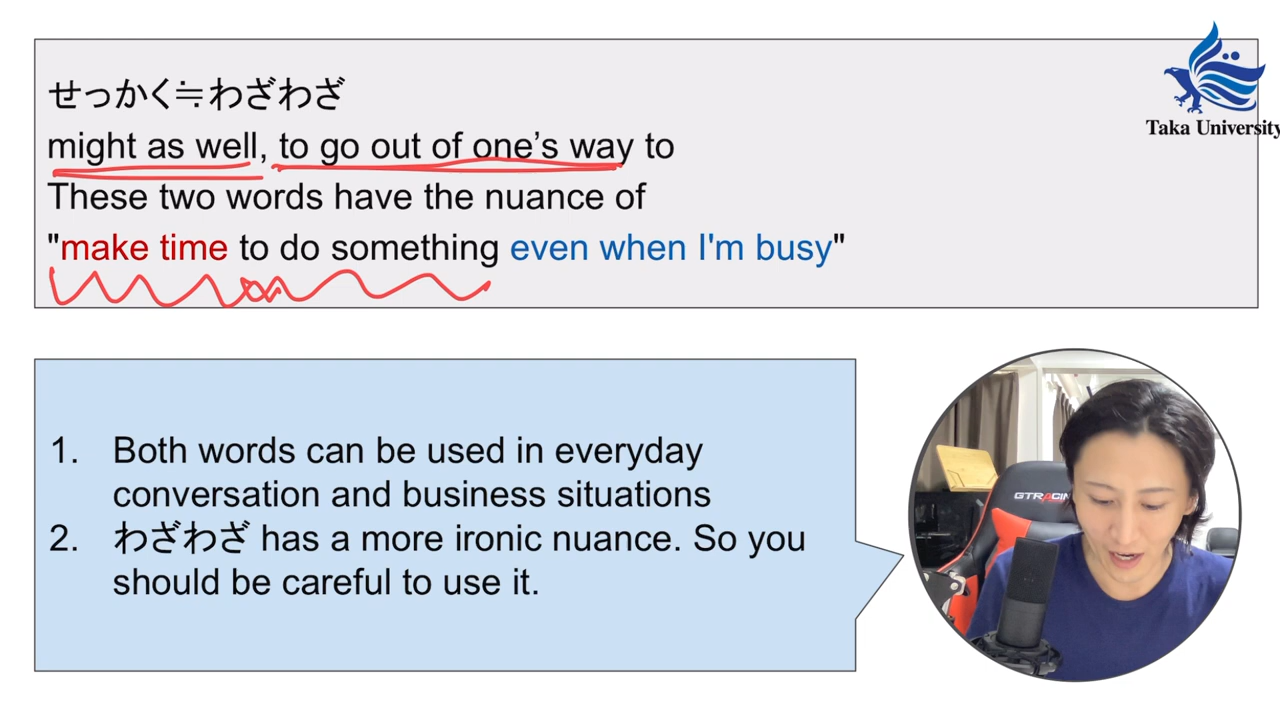 せっかく≒わざわざ
might as well, to go out of one’s way to
These two words have the nuance of
"make time to do something even when I'm busy"
Taka University
1. Both words can be used in everyday
conversation and business situations
2. わざわざ has a more ironic nuance. So you
should be careful to use it.